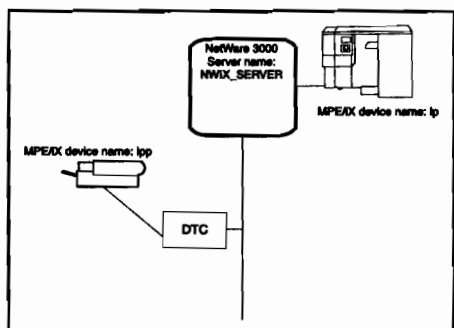 NetWare 3000
Server name:
NWIX_SERVER
MPE/iX device name: lp
MPE/iX device name: lpp
DTC